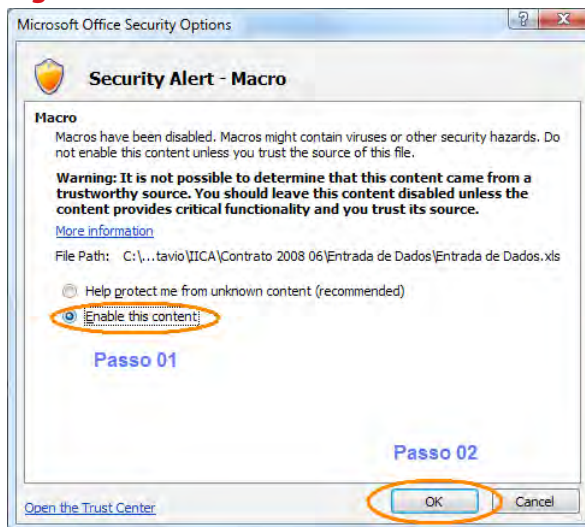 Microsoft Office Security Options
Security Alert - Macro
Macro
Macros have been disabled. Macros might contain viruses or other security hazards. Do
not enable this content unless you trust the source of this file.
Warning: It is not possible to determine that this content came from a
trustworthy source. You should leave this content disabled unless the
content provides critical functionality and you trust its source.
More information
File Path: C:\...tavio\IICA\Contrato 2008 06\Entrada de Dados\Entrada de Dados.xls
Help protect me from unknown content (recommended)
Enable this content
Passo 01
Passo 02
Open the Trust Center
OK
Cancel